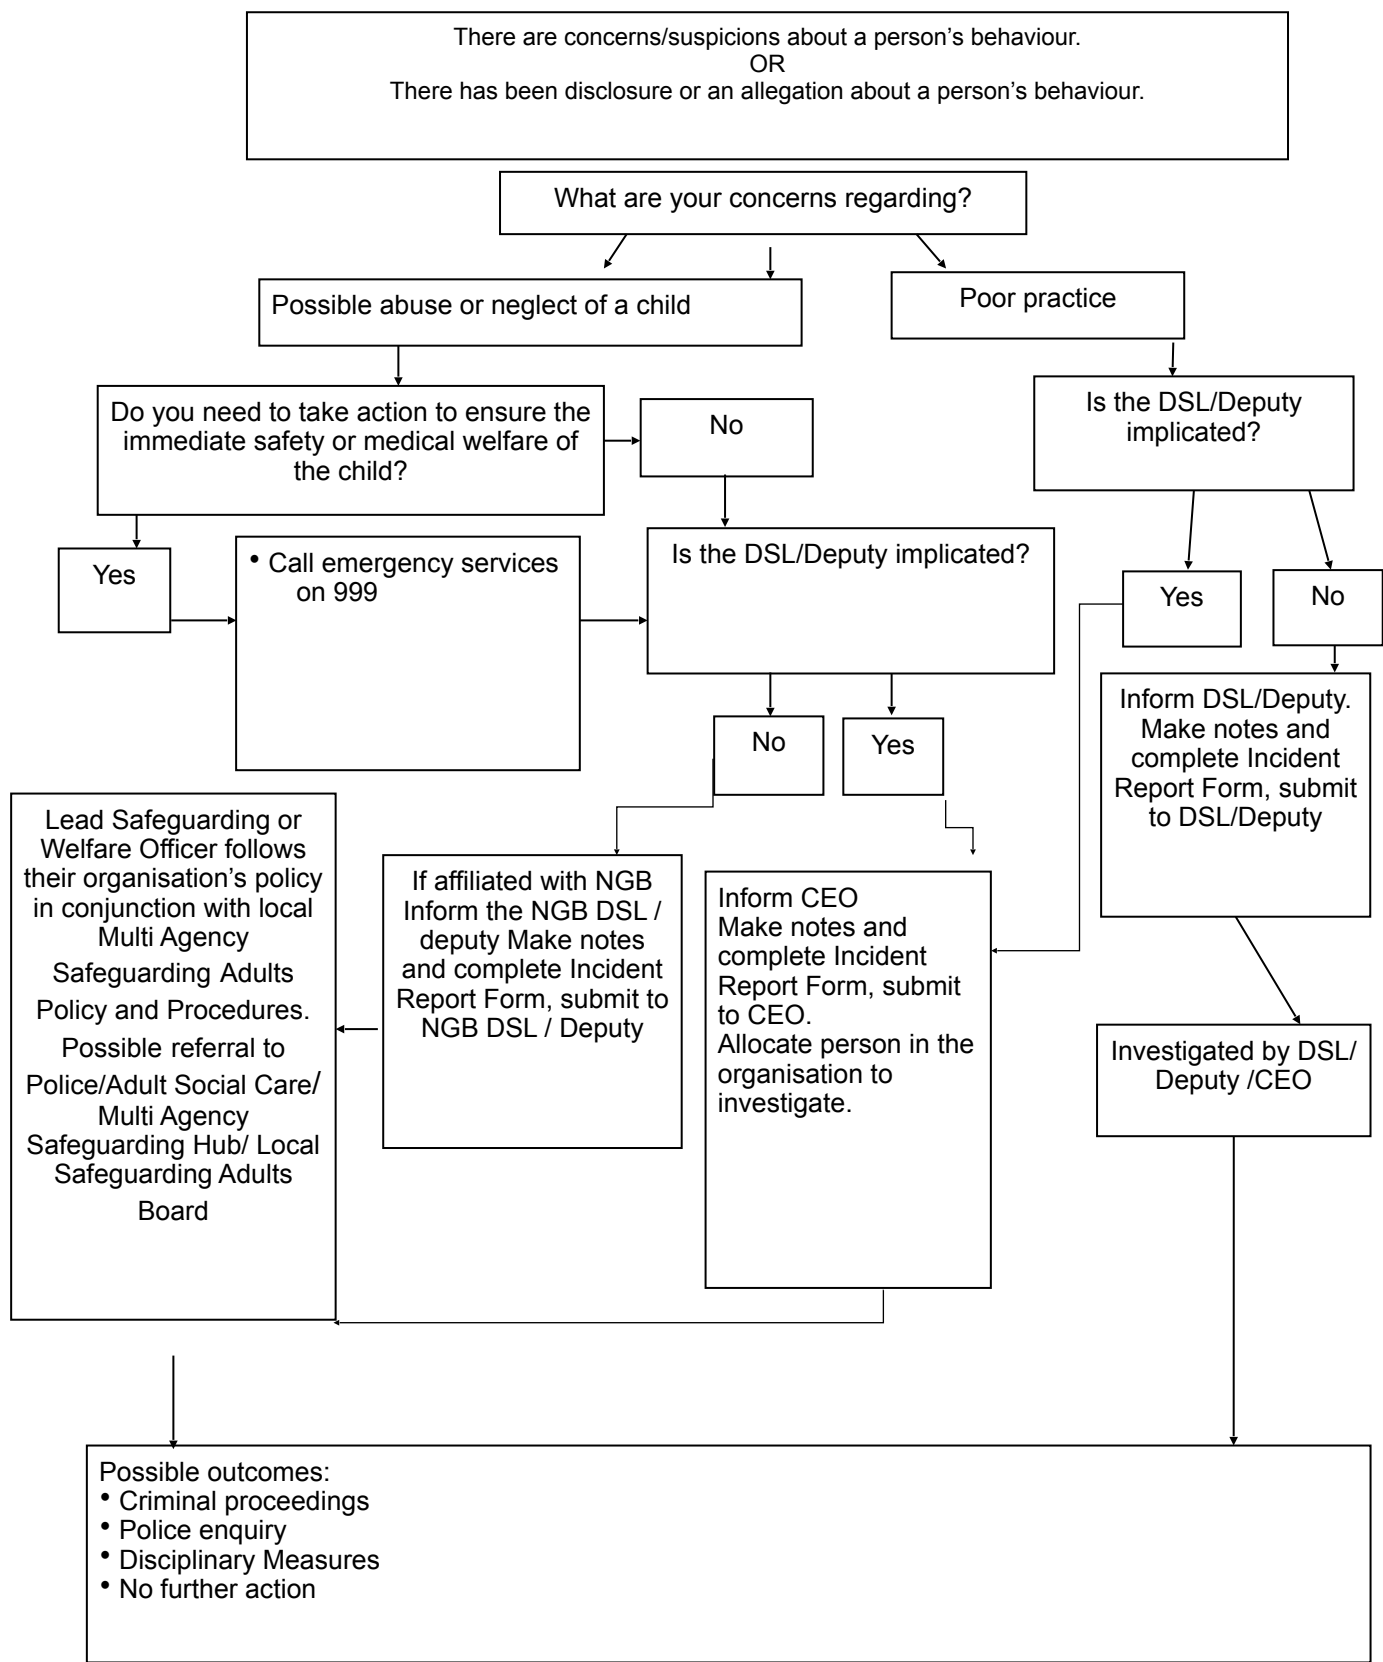 There are concerns/suspicions about a person’s behaviour.
OR
There has been disclosure or an allegation about a person’s behaviour.
What are your concerns regarding?
Possible abuse or neglect of a child
Poor practice
Do you need to take action to ensure the
immediate safety or medical welfare of
the child?
No
Is the DSL/Deputy
implicated?
Yes
• Call emergency services
on 999
Is the DSL/Deputy implicated?
Yes
No
No
Yes
Inform DSL/Deputy.
Make notes and
complete Incident
Report Form, submit
to DSL/Deputy
Lead Safeguarding or
Welfare Officer follows
their organisation’s policy
in conjunction with local
Multi Agency
Safeguarding Adults
Policy and Procedures.
Possible referral to
Police/Adult Social Care/
Multi Agency
Safeguarding Hub/ Local
Safeguarding Adults
Board
If affiliated with NGB
Inform the NGB DSL /
deputy Make notes
and complete Incident
Report Form, submit to
NGB DSL / Deputy
Inform CEO
Make notes and
complete Incident
Report Form, submit
to CEO.
Allocate person in the
organisation to
investigate.
Investigated by DSL/
Deputy /CEO
Possible outcomes:
• Criminal proceedings
• Police enquiry
• Disciplinary Measures
• No further action